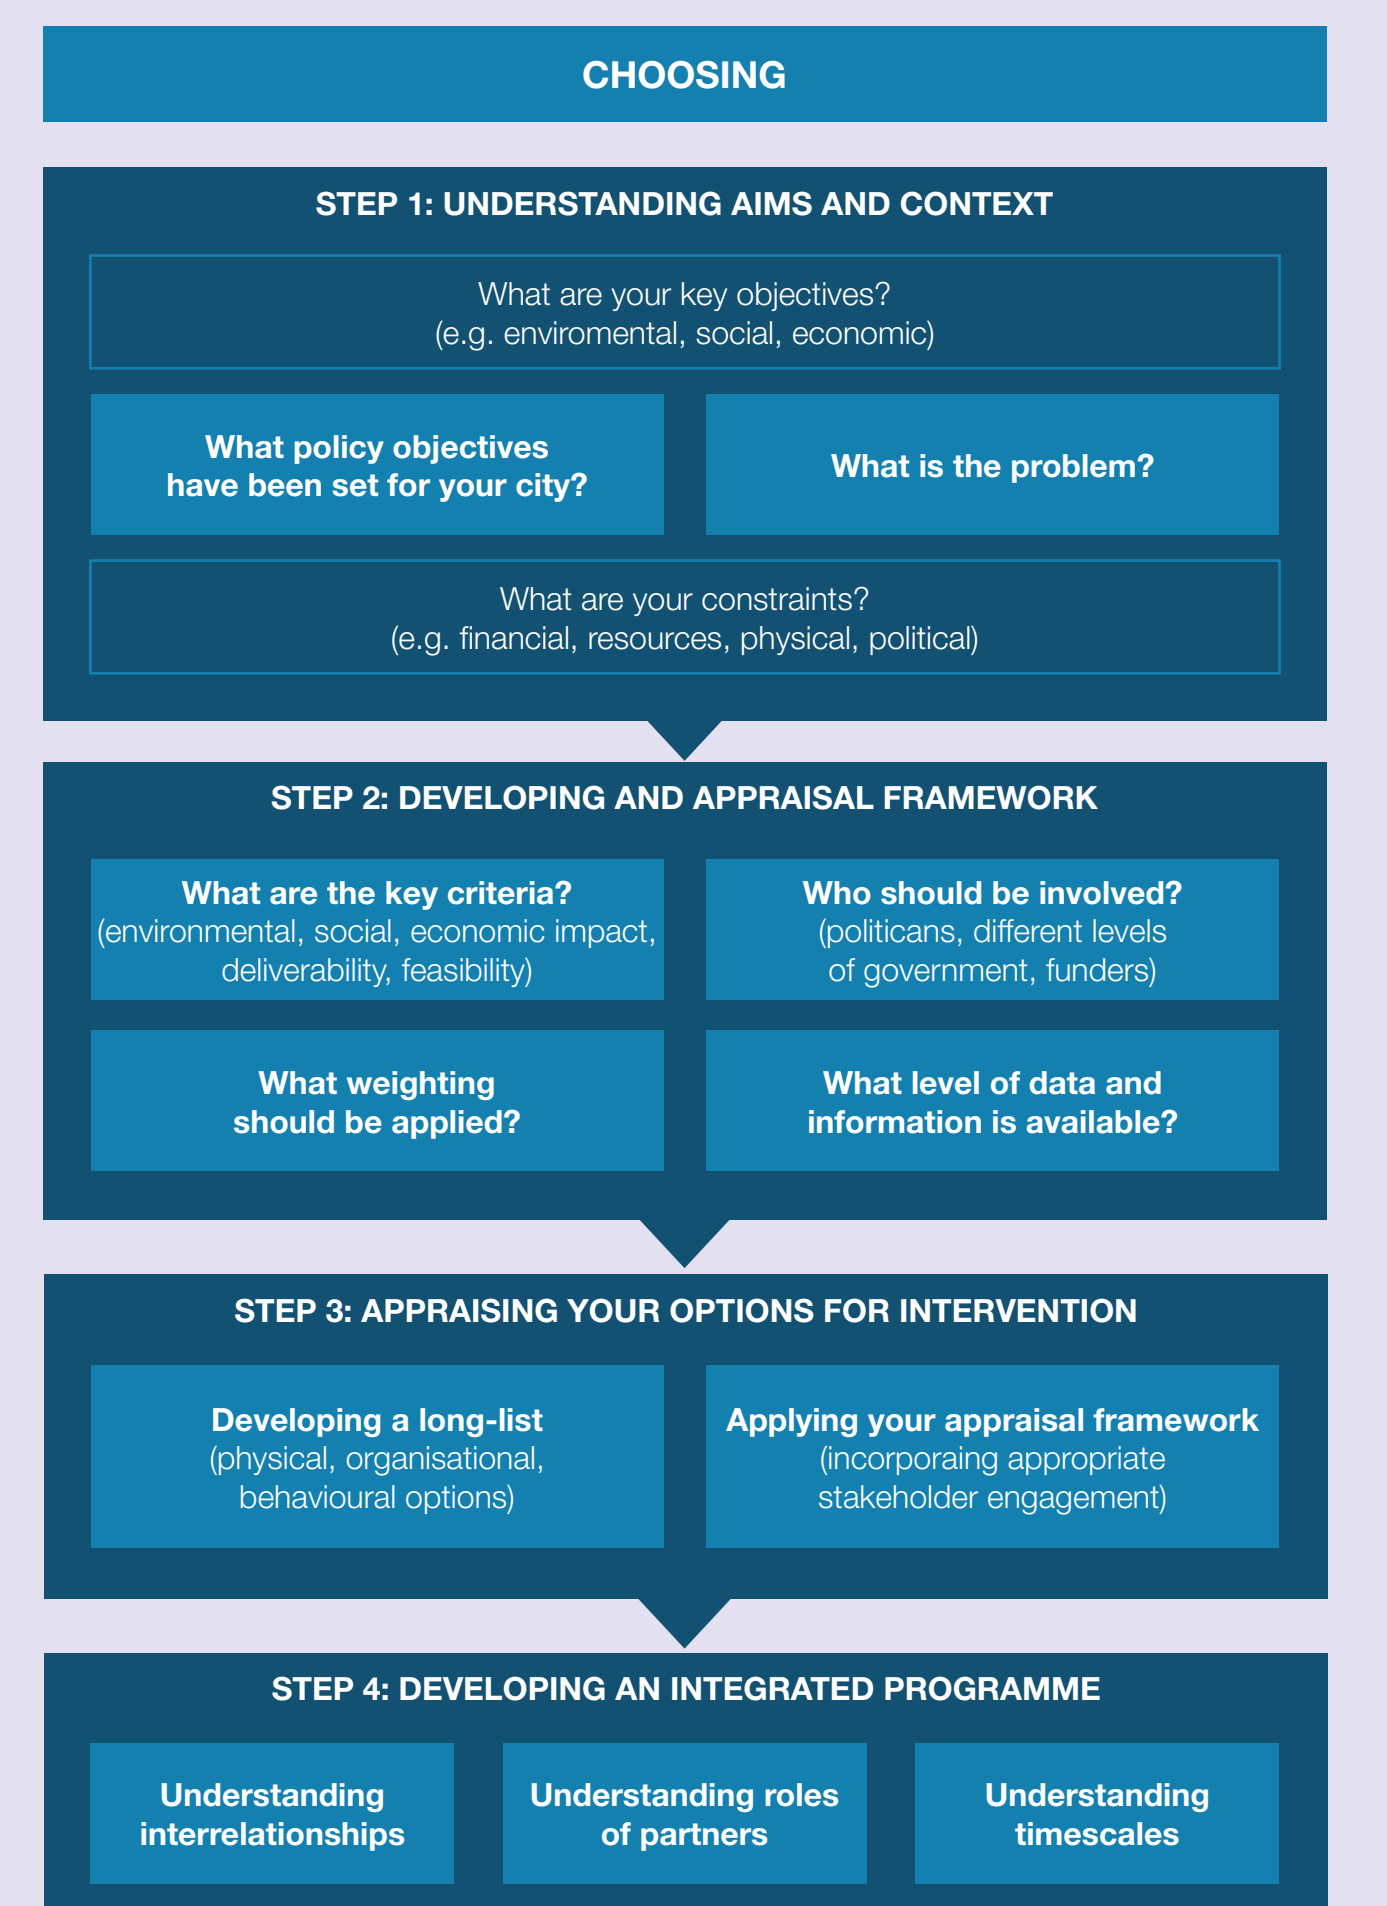 CHOOSING
STEP 1: UNDERSTANDING AIMS AND CONTEXT
What are your key objectives?
(e.g. enviromental, social, economic)
What policy objectives
have been set for your city?
What is the problem?
What are your constraints?
(e.g. financial, resources, physical, political)
STEP 2: DEVELOPING AND APPRAISAL FRAMEWORK
What are the key criteria?
(environmental, social, economic impact,
deliverability, feasibility)
Who should be involved?
(politicans, different levels
of government, funders)
What weighting
should be applied?
What level of data and
information is available?
STEP 3: APPRAISING YOUR OPTIONS FOR INTERVENTION
Developing a long-list
(physical, organisational,
behavioural options)
Applying your appraisal framework
(incorporaing appropriate
stakeholder engagement)
STEP 4: DEVELOPING AN INTEGRATED PROGRAMME
Understanding
interrelationships
Understanding roles
of partners
Understanding
timescales